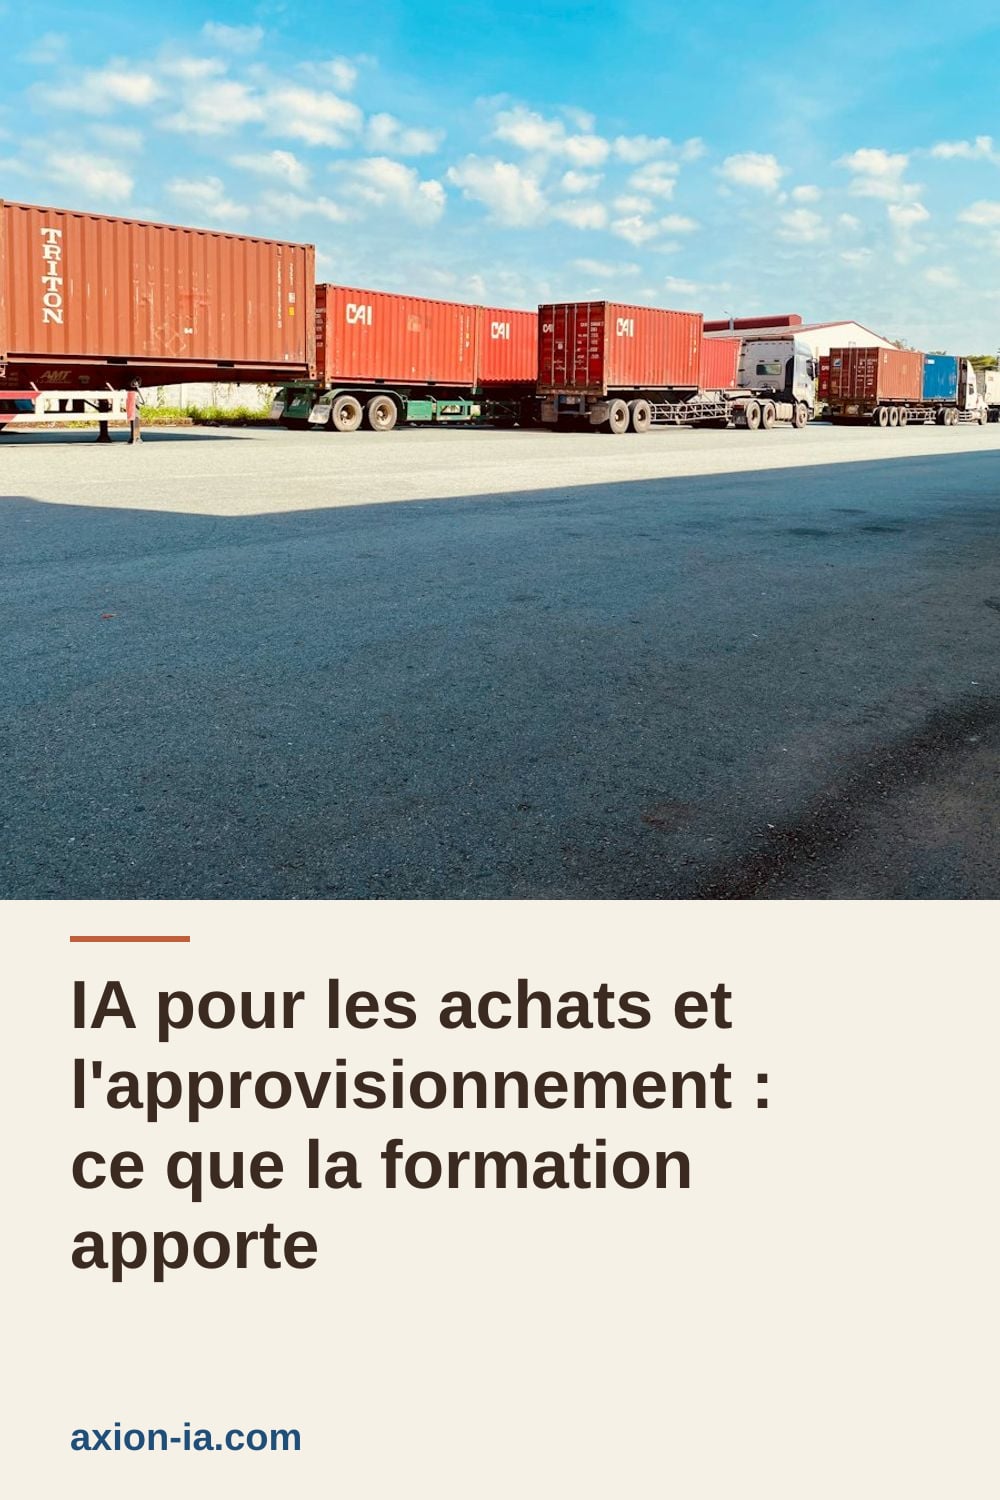 TRITON
CAI
CAI
CAI
CAI
AMT
IA pour les achats et
l'approvisionnement :
ce que la formation
apporte
axion-ia.com